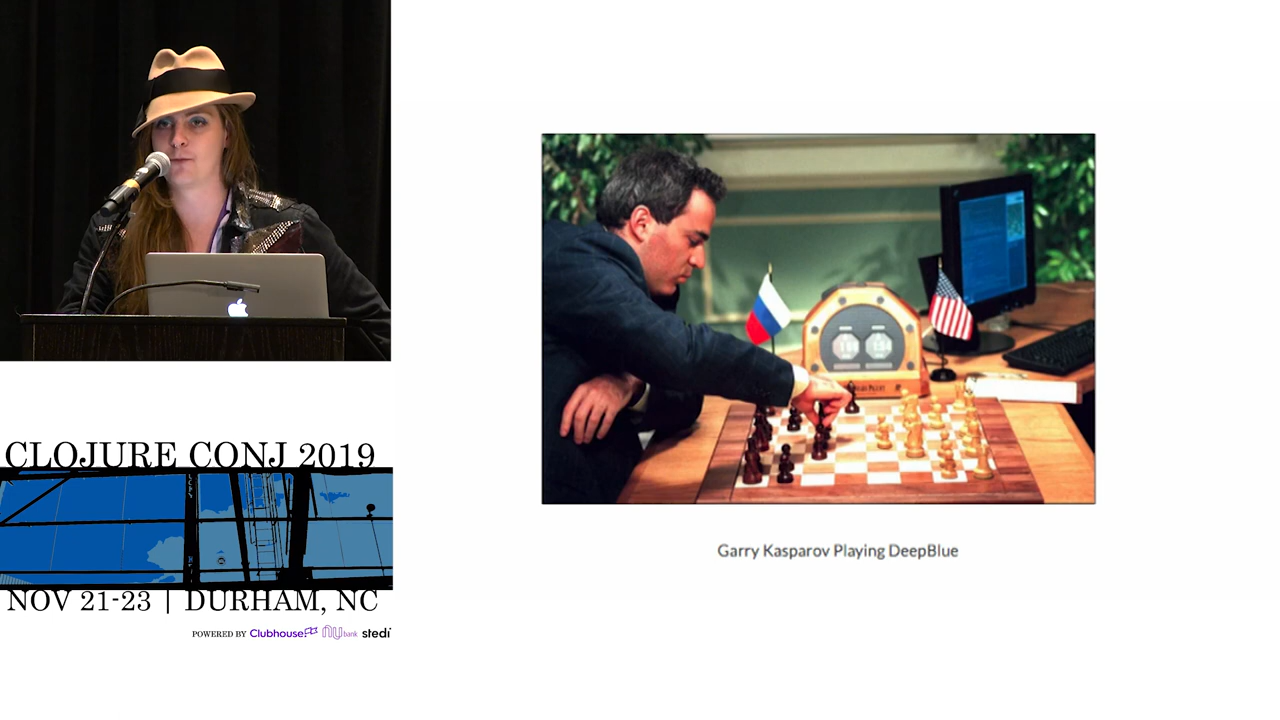 CLOJURE CONJ 2019
NOV 21-23 | DURHAM, NC
POWERED BY Clubhouse nu bank stedi
Garry Kasparov Playing DeepBlue